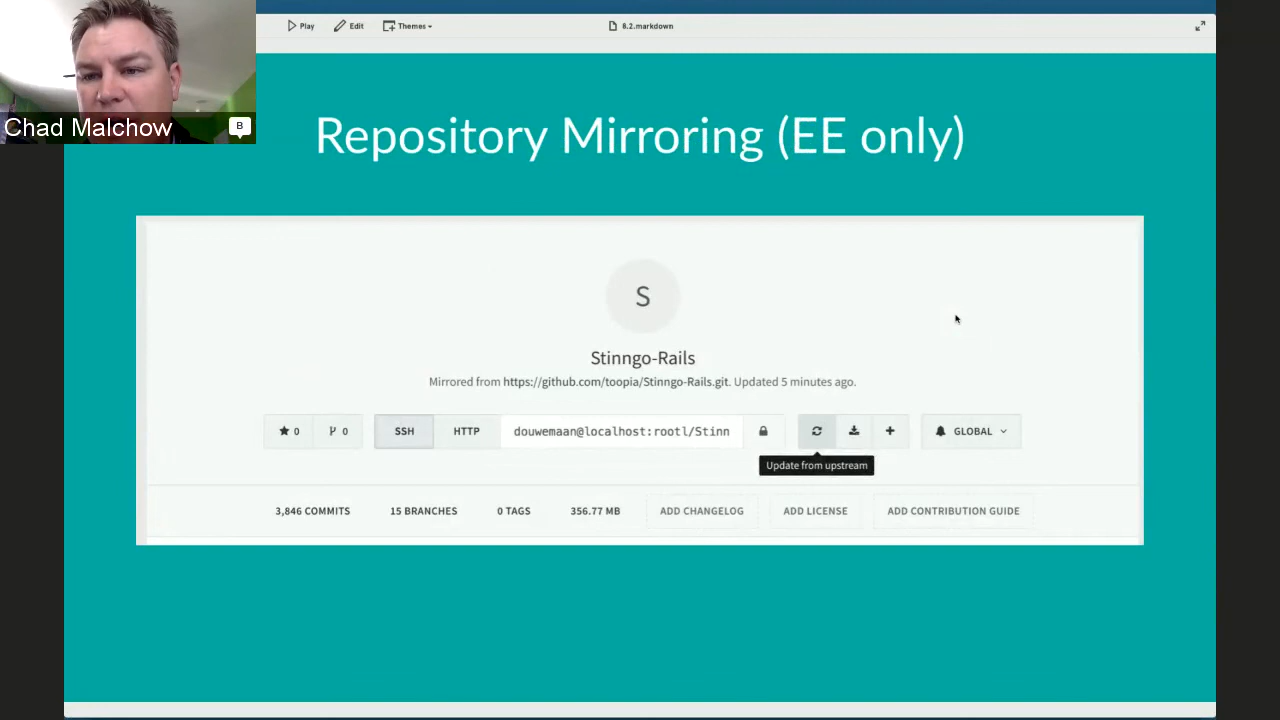 Play Edit Themes 8.2.markdown
Chad Malchow B
Repository Mirroring (EE only)
S
Stinngo-Rails
Mirrored from https://github.com/toopia/Stinngo-Rails.git. Updated 5 minutes ago.
0 0 SSH HTTP douwemaan@localhost:rootl/Stinn GLOBAL
Update from upstream
3,846 COMMITS 15 BRANCHES 0 TAGS 356.77 MB ADD CHANGELOG ADD LICENSE ADD CONTRIBUTION GUIDE